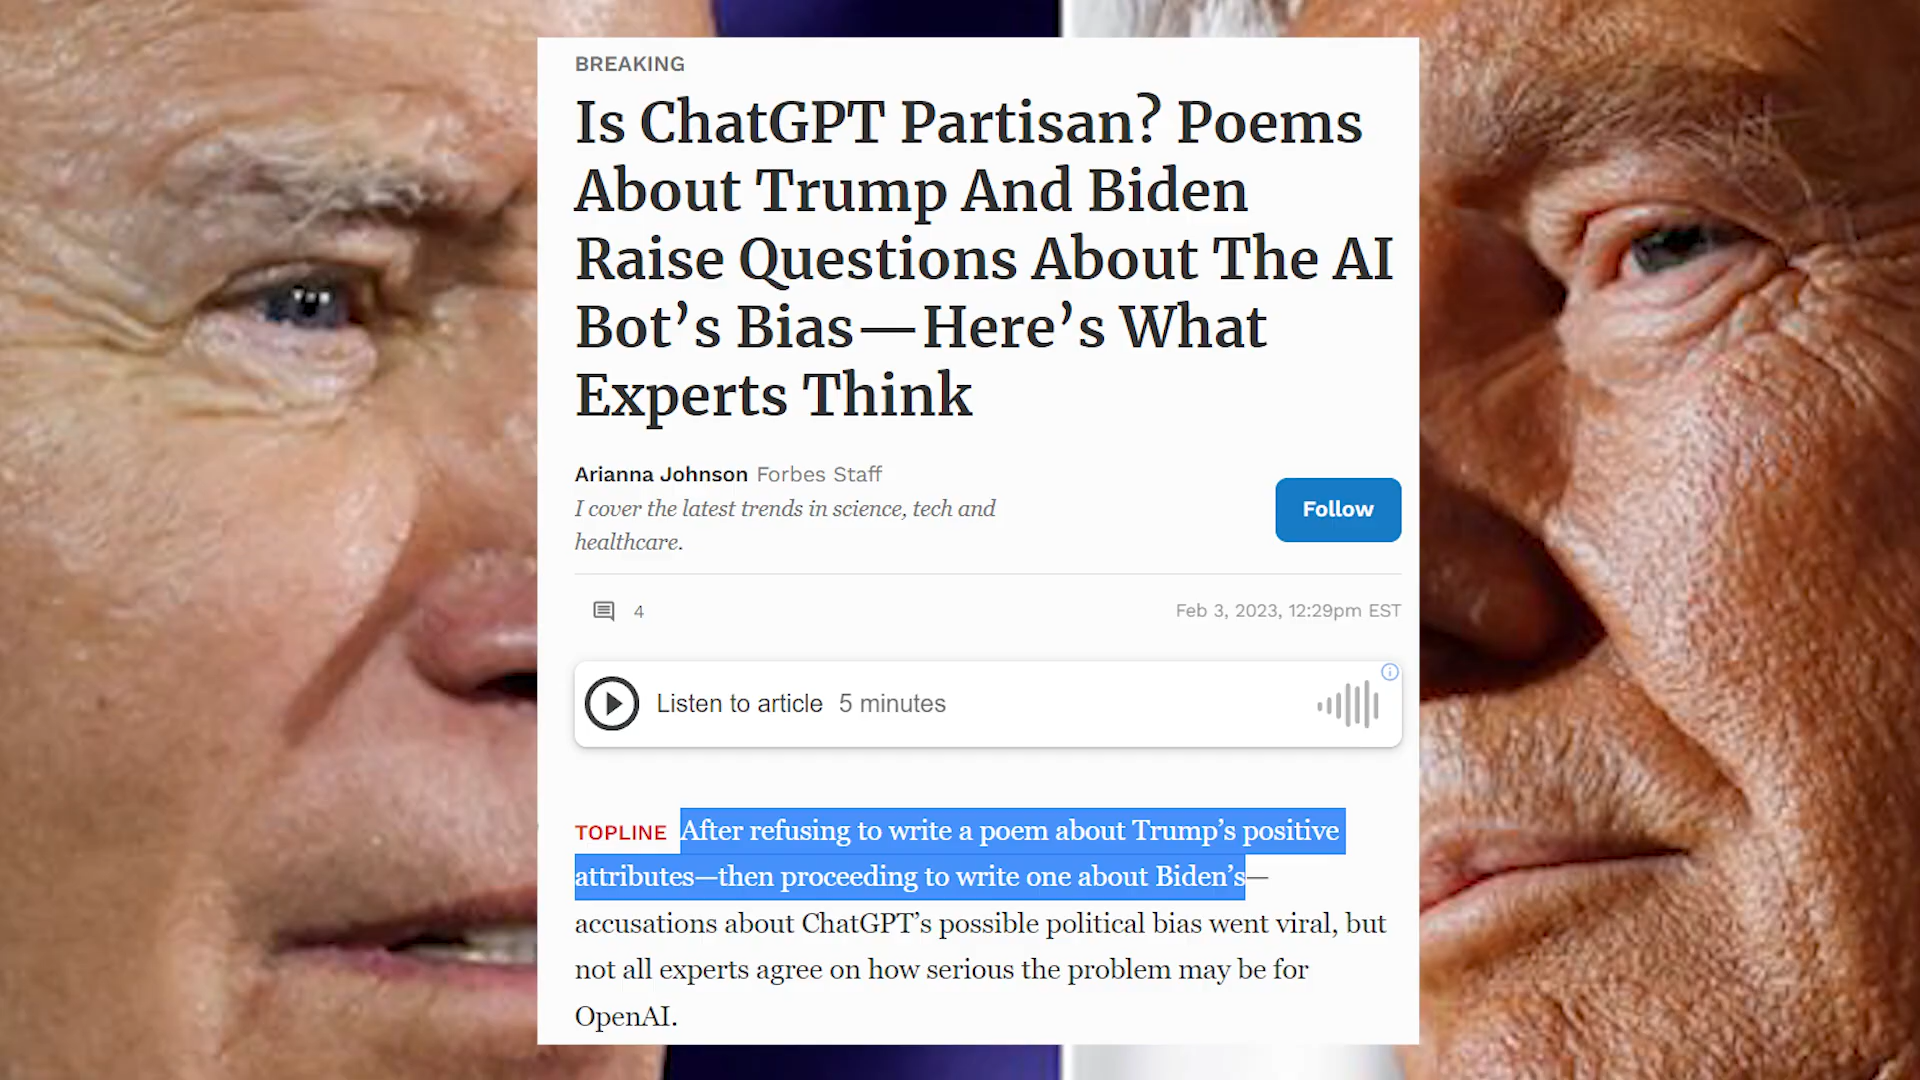 BREAKING
Is ChatGPT Partisan? Poems
About Trump And Biden
Raise Questions About The AI
Bot’s Bias—Here’s What
Experts Think
Arianna Johnson Forbes Staff
I cover the latest trends in science, tech and
healthcare.
Follow
4
Feb 3, 2023, 12:29pm EST
Listen to article 5 minutes
TOPLINE After refusing to write a poem about Trump’s positive
attributes—then proceeding to write one about Biden’s—
accusations about ChatGPT’s possible political bias went viral, but
not all experts agree on how serious the problem may be for
OpenAI.